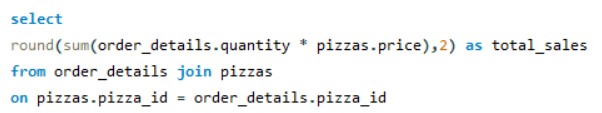 select
round(sum(order_details.quantity * pizzas.price),2) as total_sales
from order_details join pizzas
on pizzas.pizza_id = order_details.pizza_id